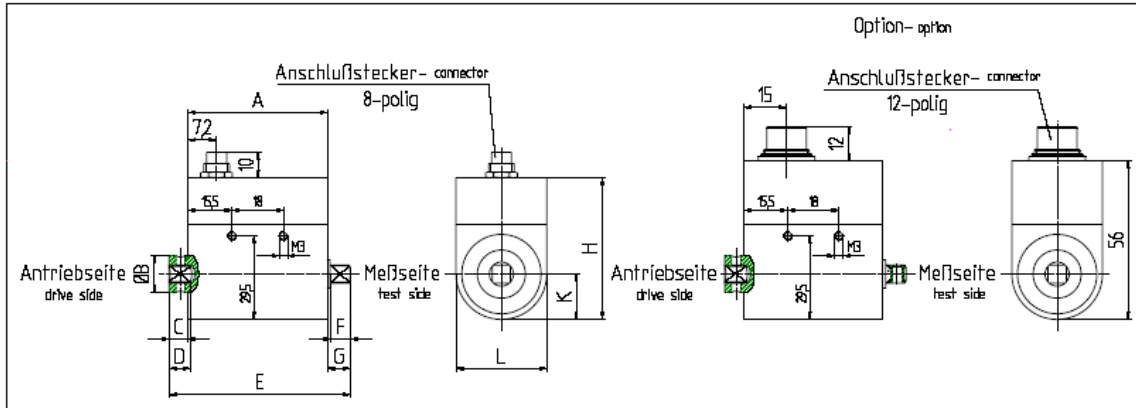 Option- option
Anschlußstecker- connector
8-polig
Anschlußstecker- connector
12-polig
A
7,2
10
15
12
15,5
18
M3
15,5
18
M3
H
56
Antriebseite
drive side
ØB
29,5
Meßseite
test side
K
Antriebseite
drive side
29,5
Meßseite
test side
C
F
D
G
L
E